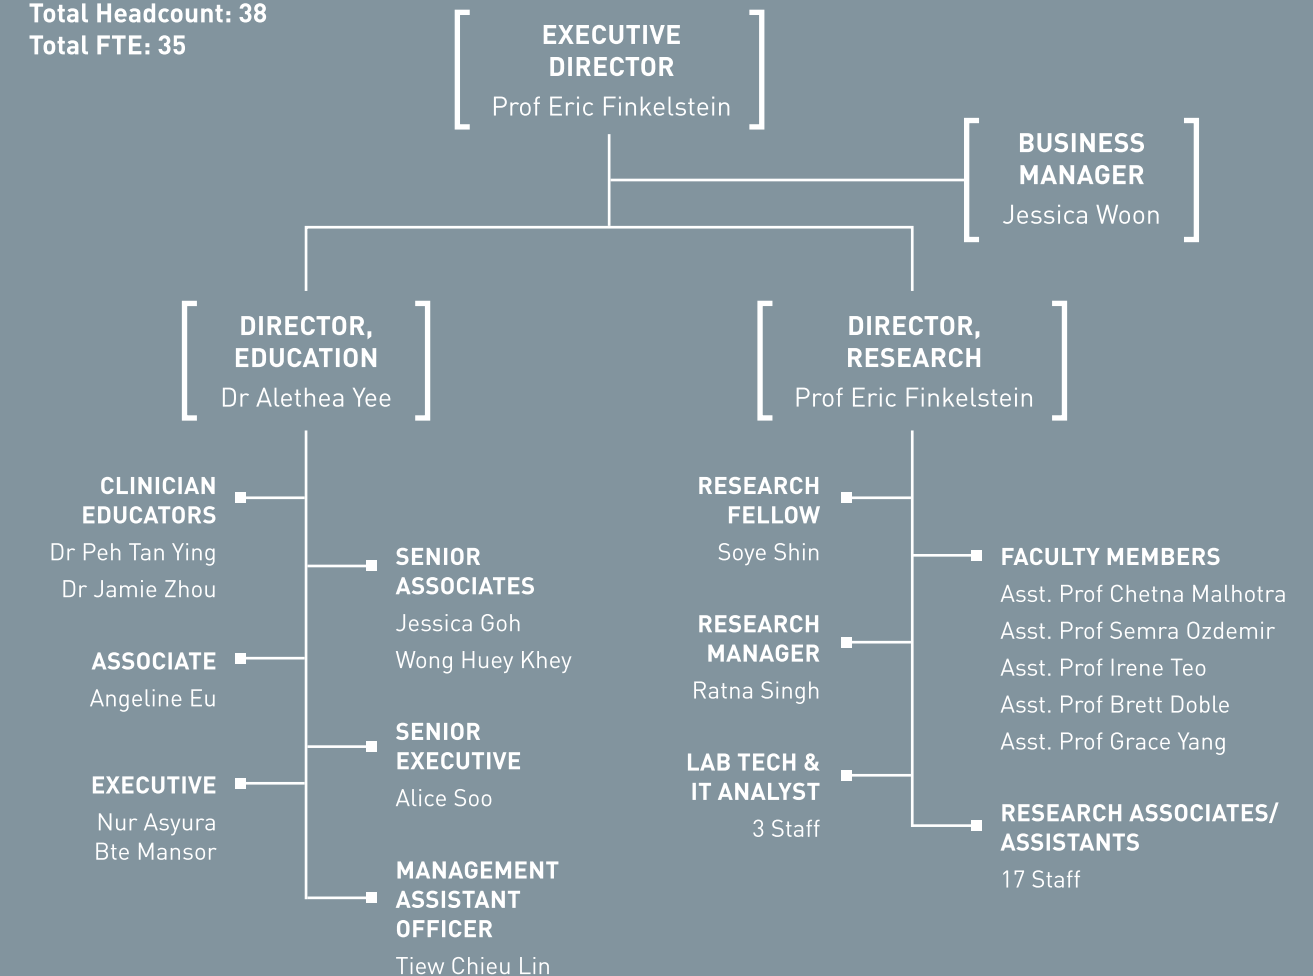 Total Headcount: 38
Total FTE: 35
EXECUTIVE
DIRECTOR
Prof Eric Finkelstein
BUSINESS
MANAGER
Jessica Woon
DIRECTOR,
EDUCATION
Dr Alethea Yee
DIRECTOR,
RESEARCH
Prof Eric Finkelstein
CLINICIAN
EDUCATORS
Dr Peh Tan Ying
Dr Jamie Zhou
ASSOCIATE
Angeline Eu
EXECUTIVE
Nur Asyura
Bte Mansor
SENIOR
ASSOCIATES
Jessica Goh
Wong Huey Khey
SENIOR
EXECUTIVE
Alice Soo
MANAGEMENT
ASSISTANT
OFFICER
Tiew Chieu Lin
RESEARCH
FELLOW
Soye Shin
RESEARCH
MANAGER
Ratna Singh
LAB TECH &
IT ANALYST
3 Staff
FACULTY MEMBERS
Asst. Prof Chetna Malhotra
Asst. Prof Semra Ozdemir
Asst. Prof Irene Teo
Asst. Prof Brett Doble
Asst. Prof Grace Yang
RESEARCH ASSOCIATES/
ASSISTANTS
17 Staff